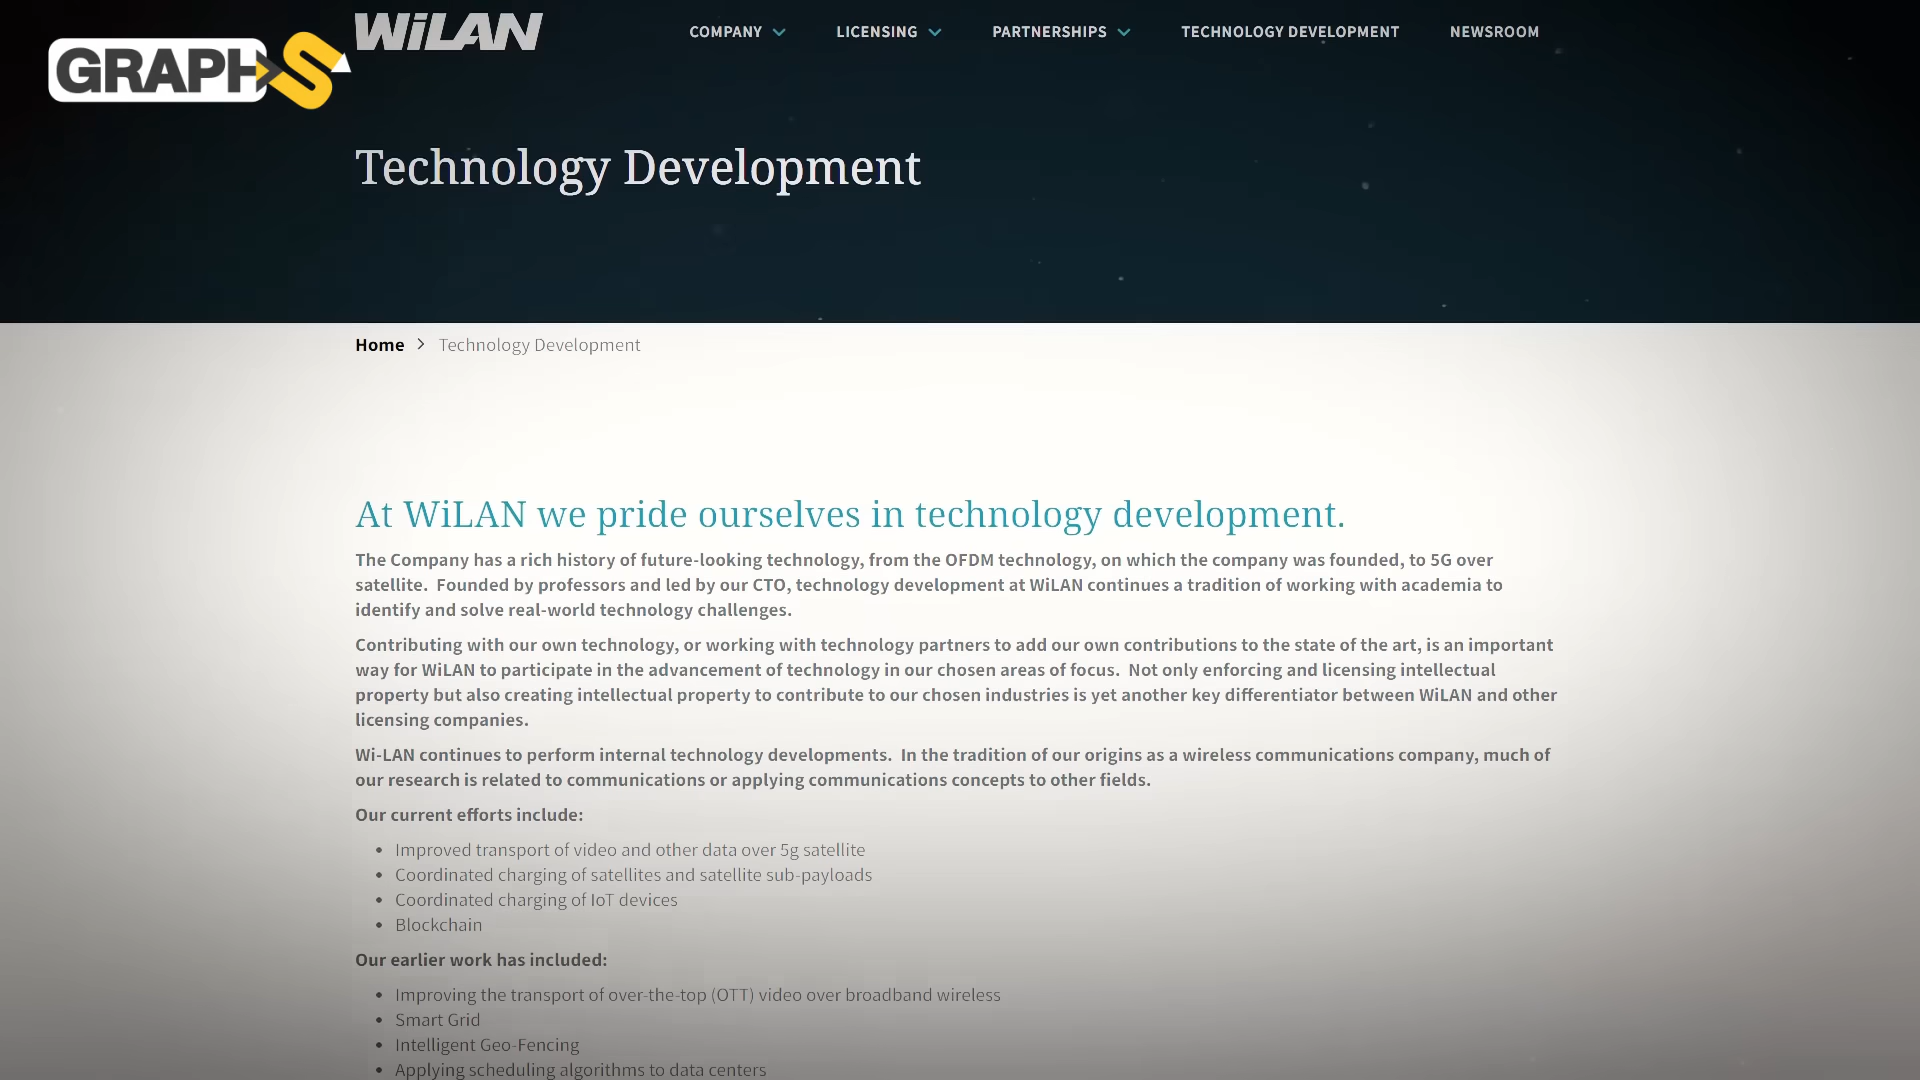 GRAPHS
WiLAN
COMPANY LICENSING PARTNERSHIPS TECHNOLOGY DEVELOPMENT NEWSROOM
Technology Development
Home > Technology Development
At WiLAN we pride ourselves in technology development.
The Company has a rich history of future-looking technology, from the OFDM technology, on which the company was founded, to 5G over
satellite. Founded by professors and led by our CTO, technology development at WiLAN continues a tradition of working with academia to
identify and solve real-world technology challenges.
Contributing with our own technology, or working with technology partners to add our own contributions to the state of the art, is an important
way for WiLAN to participate in the advancement of technology in our chosen areas of focus. Not only enforcing and licensing intellectual
property but also creating intellectual property to contribute to our chosen industries is yet another key differentiator between WiLAN and other
licensing companies.
Wi-LAN continues to perform internal technology developments. In the tradition of our origins as a wireless communications company, much of
our research is related to communications or applying communications concepts to other fields.
Our current efforts include:
• Improved transport of video and other data over 5g satellite
• Coordinated charging of satellites and satellite sub-payloads
• Coordinated charging of IoT devices
• Blockchain
Our earlier work has included:
• Improving the transport of over-the-top (OTT) video over broadband wireless
• Smart Grid
• Intelligent Geo-Fencing
• Applying scheduling algorithms to data centers